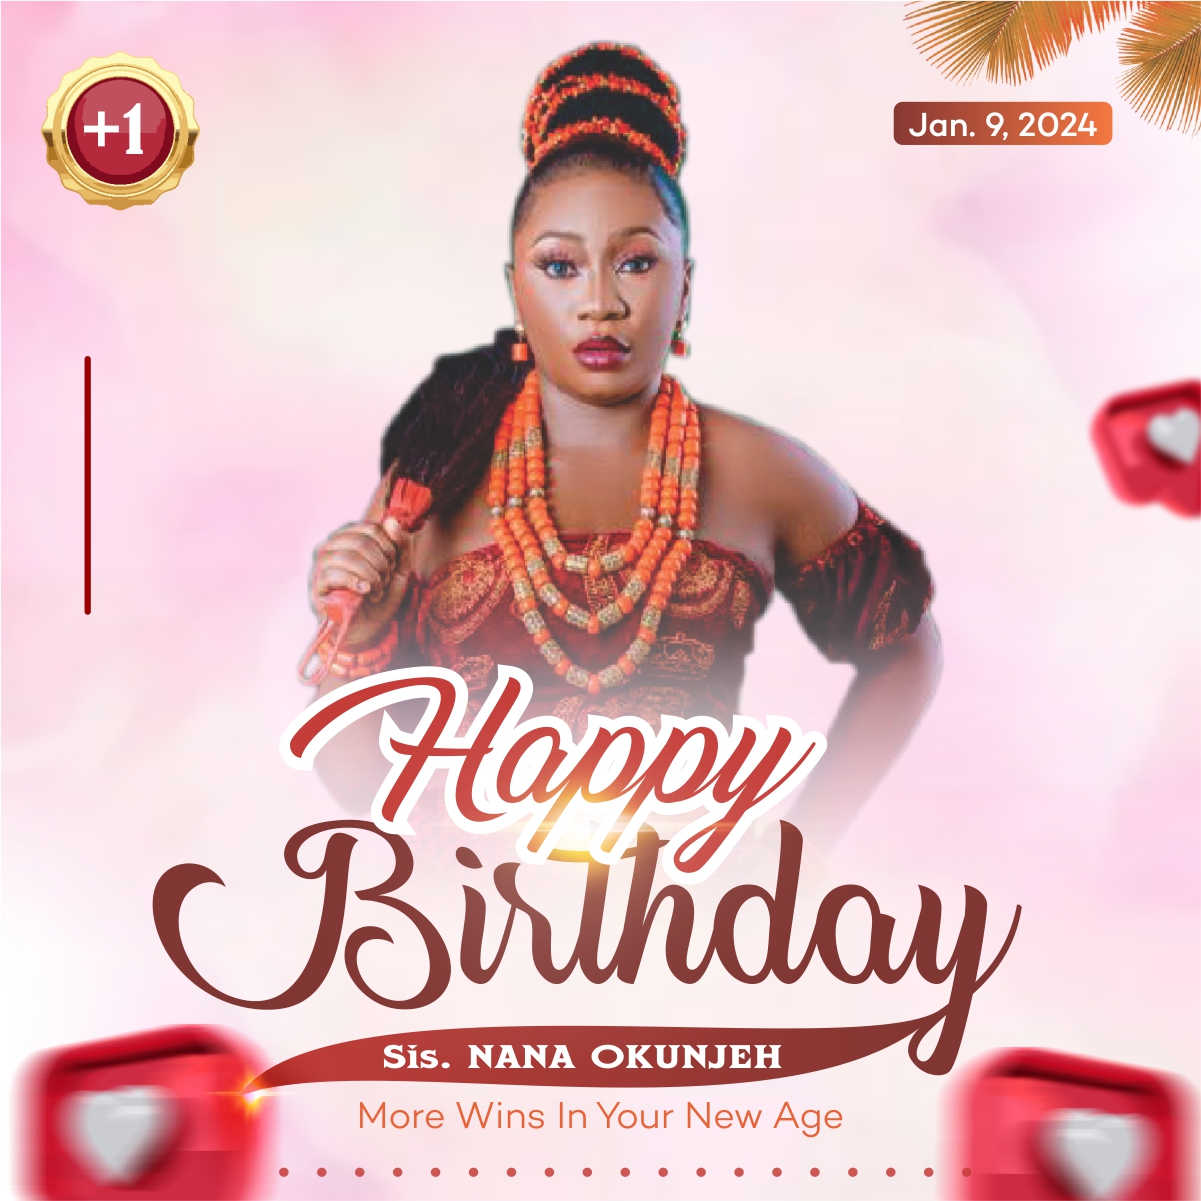 +1
Jan. 9, 2024
Happy
Birthday
Sis. NANA OKUNJEH
More Wins In Your New Age